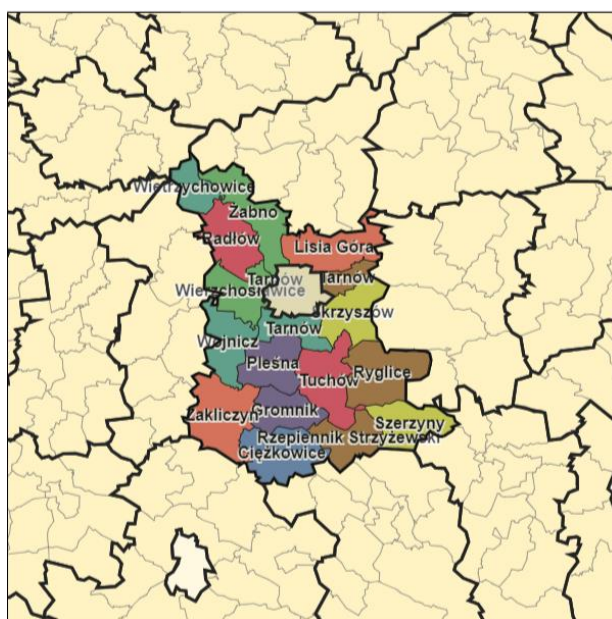 Wietrzychowice
Żabno
Radłów
Lisia Góra
Tarnów
Tarnów
Wierzchosławice
Skrzyszów
Tarnów
Wojnicz
Pleśna
Tuchów
Ryglice
Zakliczyn
Gromnik
Szerzyny
Rzepiennik Strzyżewski
Ciężkowice